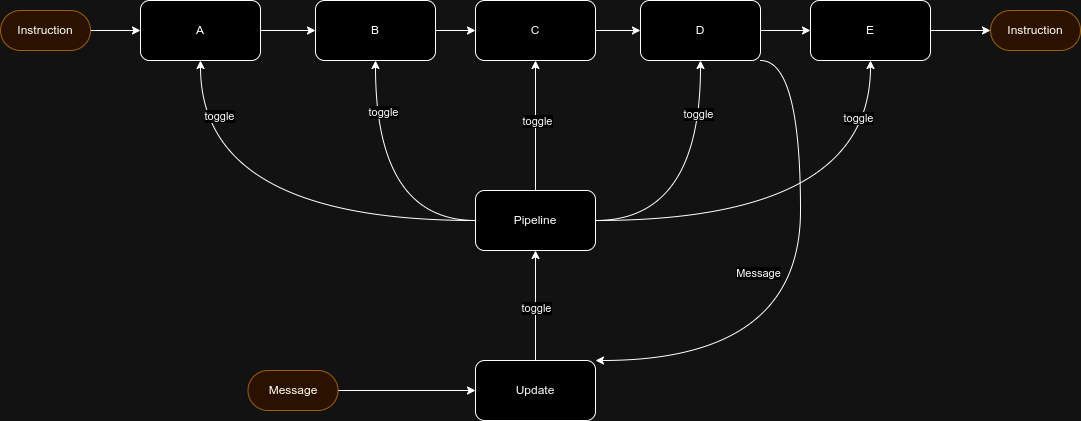 Instruction
A
B
C
D
E
Instruction
toggle
toggle
toggle
toggle
toggle
Pipeline
Message
toggle
Message
Update